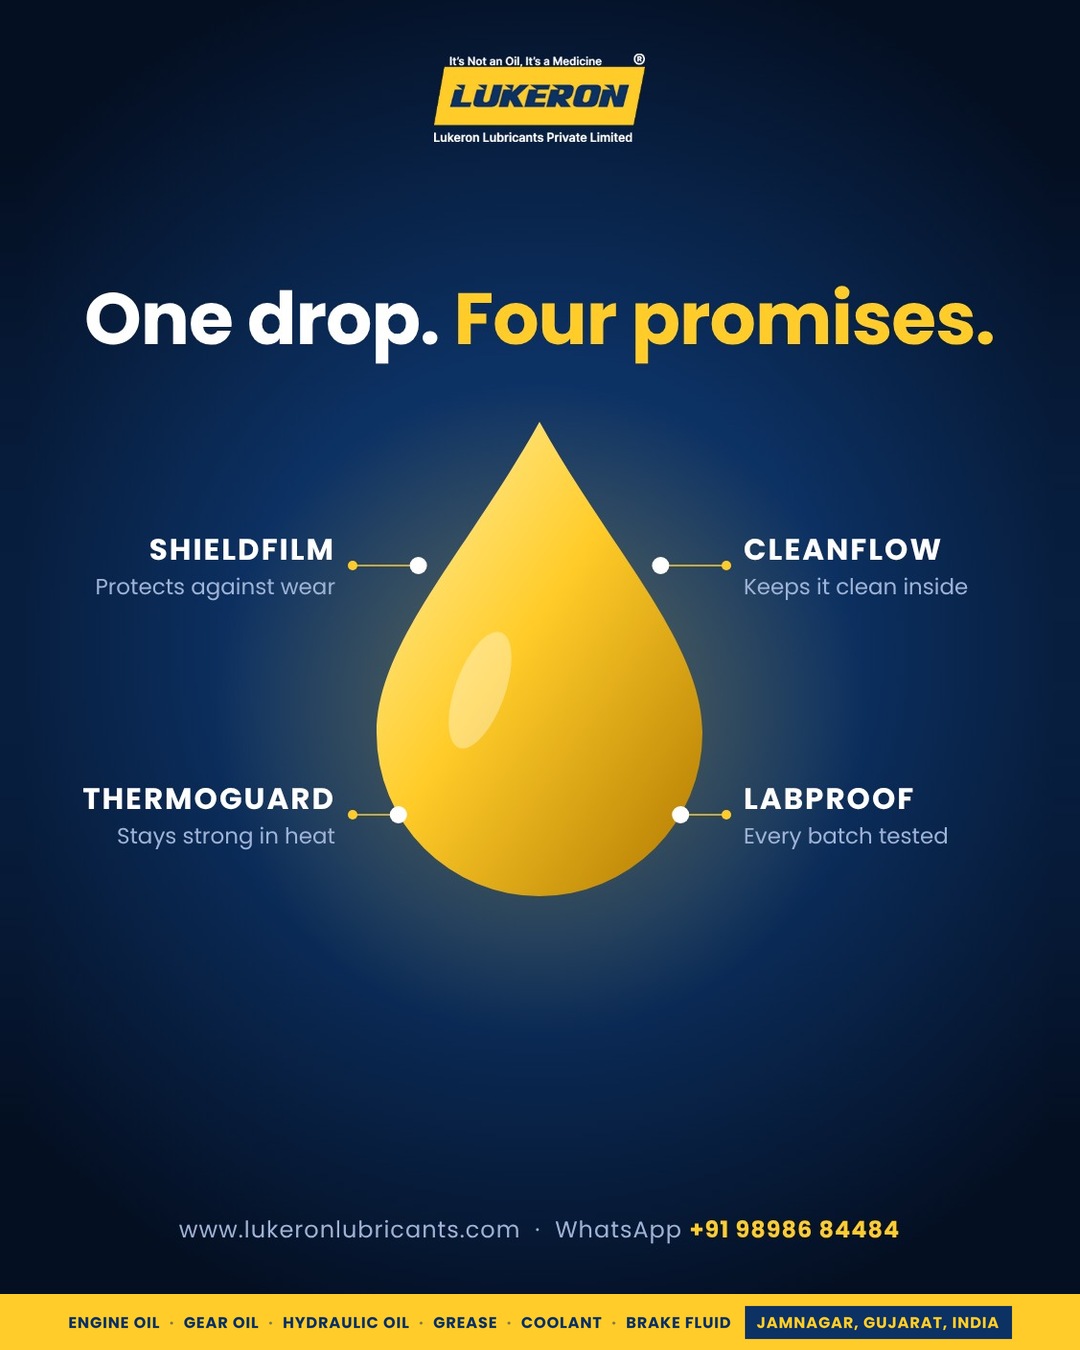 It's Not an Oil, It's a Medicine ®
LUKERON
Lukeron Lubricants Private Limited
One drop. Four promises.
SHIELDFILM
Protects against wear
CLEANFLOW
Keeps it clean inside
THERMOGUARD
Stays strong in heat
LABPROOF
Every batch tested
www.lukeronlubricants.com · WhatsApp +91 98986 84484
ENGINE OIL · GEAR OIL · HYDRAULIC OIL · GREASE · COOLANT · BRAKE FLUID JAMNAGAR, GUJARAT, INDIA